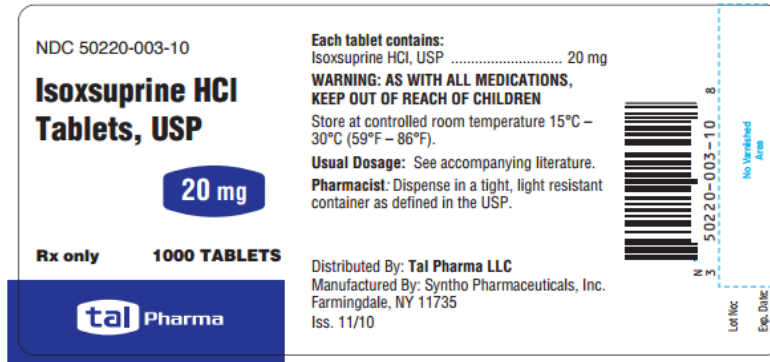 NDC 50220-003-10
Isoxsuprine HCl
Tablets, USP
20 mg
Rx only 1000 TABLETS
tal Pharma
Each tablet contains:
Isoxsuprine HCl, USP ............................ 20 mg
WARNING: AS WITH ALL MEDICATIONS,
KEEP OUT OF REACH OF CHILDREN
Store at controlled room temperature 15°C –
30°C (59°F – 86°F).
Usual Dosage: See accompanying literature.
Pharmacist: Dispense in a tight, light resistant
container as defined in the USP.
Distributed By: Tal Pharma LLC
Manufactured By: Syntho Pharmaceuticals, Inc.
Farmingdale, NY 11735
Iss. 11/10
N
3 50220-003-10 8
No Varnished
Area
Lot No:
Exp. Date: